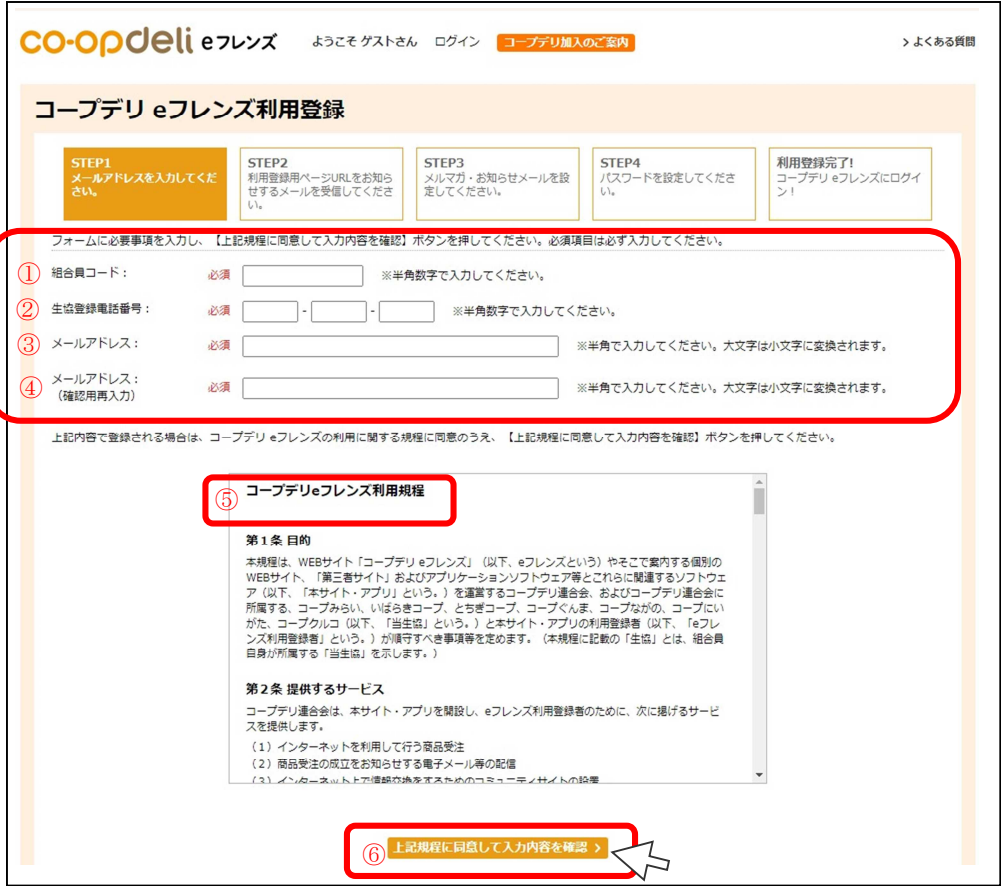 co-opdeli eフレンズ ようこそ ゲストさん ログイン コープデリ加入のご案内 > よくある質問
コープデリ eフレンズ利用登録
STEP1
メールアドレスを入力してくだ
さい。
STEP2
利用登録用ページURLをお知ら
せするメールを受信してくださ
い。
STEP3
メルマガ・お知らせメールを設
定してください。
STEP4
パスワードを設定してくださ
い。
利用登録完了!
コープデリ eフレンズにログイ
ン！
フォームに必要事項を入力し、【上記規程に同意して入力内容を確認】ボタンを押してください。必須項目は必ず入力してください。
① 組合員コード： 必須 ※半角数字で入力してください。
② 生協登録電話番号： 必須 - - ※半角数字で入力してください。
③ メールアドレス： 必須 ※半角で入力してください。大文字は小文字に変換されます。
④ メールアドレス：
（確認用再入力） 必須 ※半角で入力してください。大文字は小文字に変換されます。
上記内容で登録される場合は、コープデリ eフレンズの利用に関する規程に同意のうえ、【上記規程に同意して入力内容を確認】ボタンを押してください。
⑤ コープデリeフレンズ利用規程
第１条 目的
本規程は、WEBサイト「コープデリ eフレンズ」（以下、eフレンズという）やそこで案内する個別の
WEBサイト、「第三者サイト」およびアプリケーションソフトウェア等とこれらに関連するソフトウェ
ア（以下、「本サイト・アプリ」という。）を運営するコープデリ連合会、およびコープデリ連合会に
所属する、コープみらい、いばらきコープ、とちぎコープ、コープぐんま、コープながの、コープにい
がた、コープクルコ（以下、「当生協」という。）と本サイト・アプリの利用登録者（以下、「eフレ
ンズ利用登録者」という。）が順守すべき事項等を定めます。（本規程に記載の「生協」とは、組合員
自身が所属する「当生協」を示します。）
第２条 提供するサービス
コープデリ連合会は、本サイト・アプリを開設し、eフレンズ利用登録者のために、次に掲げるサービ
スを提供します。
（１）インターネットを利用して行う商品受注
（２）商品受注の成立をお知らせする電子メール等の配信
（３）インターネット上で情報交換をするためのコミュニティサイトの設置
⑥ 上記規程に同意して入力内容を確認 >